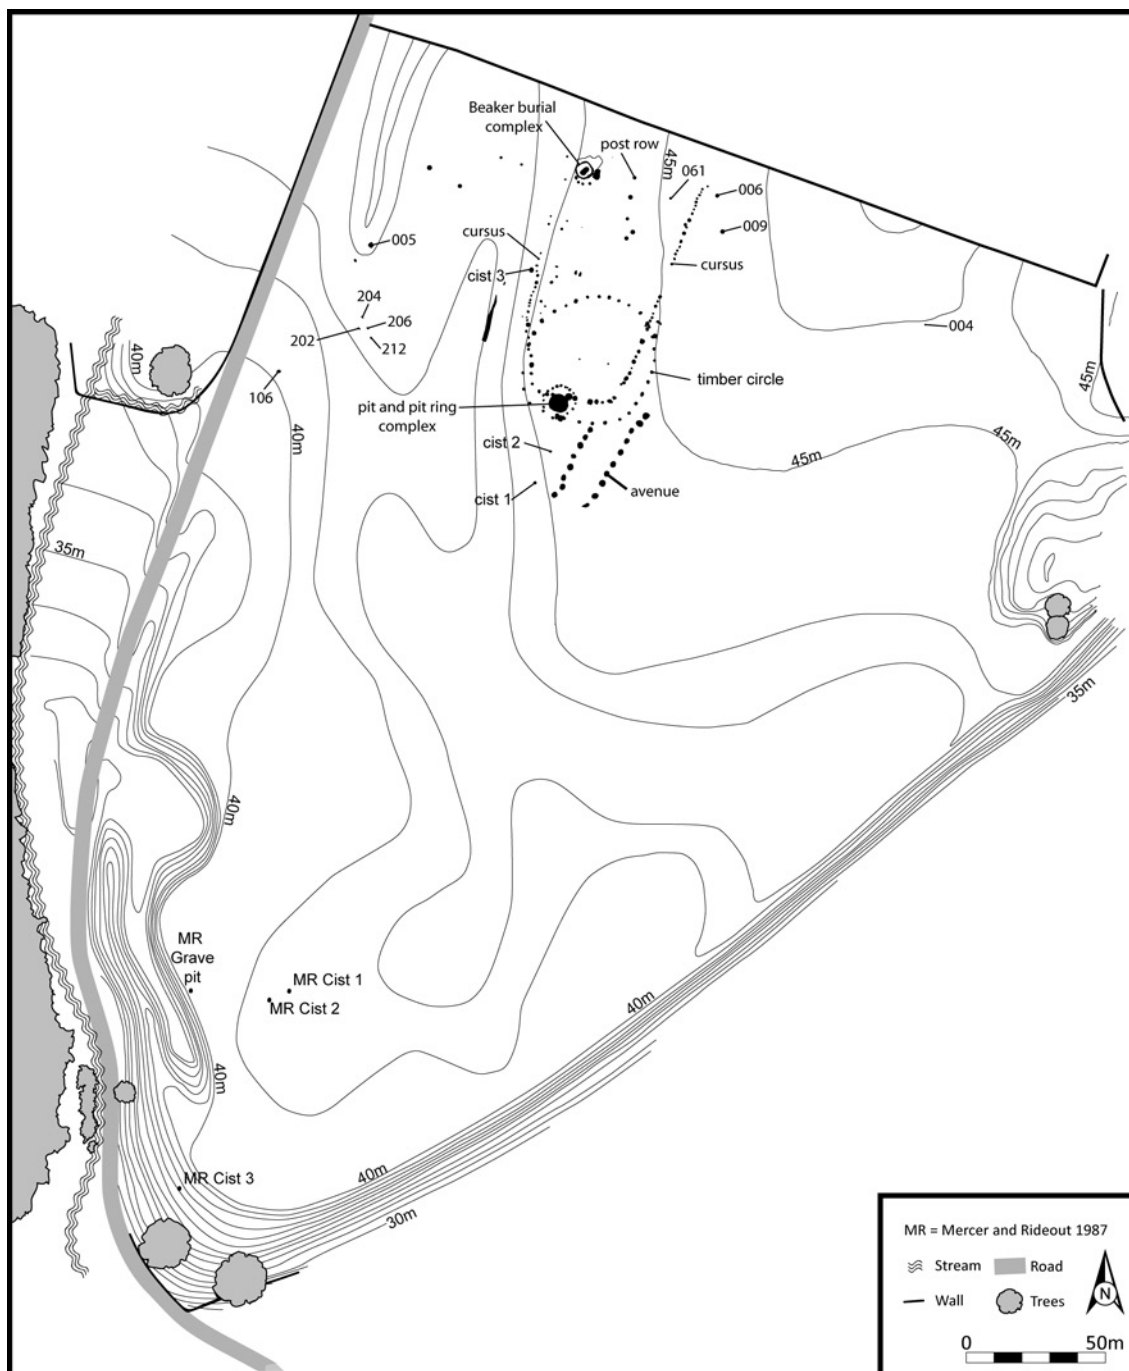 Beaker burial
complex
post row
45m
061
006
009
005
cursus
cursus
cist 3
204
206
202
212
004
40m
106
timber circle
45m
pit and pit ring
complex
40m
cist 2
45m
45m
cist 1
avenue
35m
35m
40m
MR
Grave
pit
MR Cist 1
MR Cist 2
40m
40m
MR Cist 3
40m
30m
MR = Mercer and Rideout 1987
Stream
Road
Wall
Trees
N
0
50m